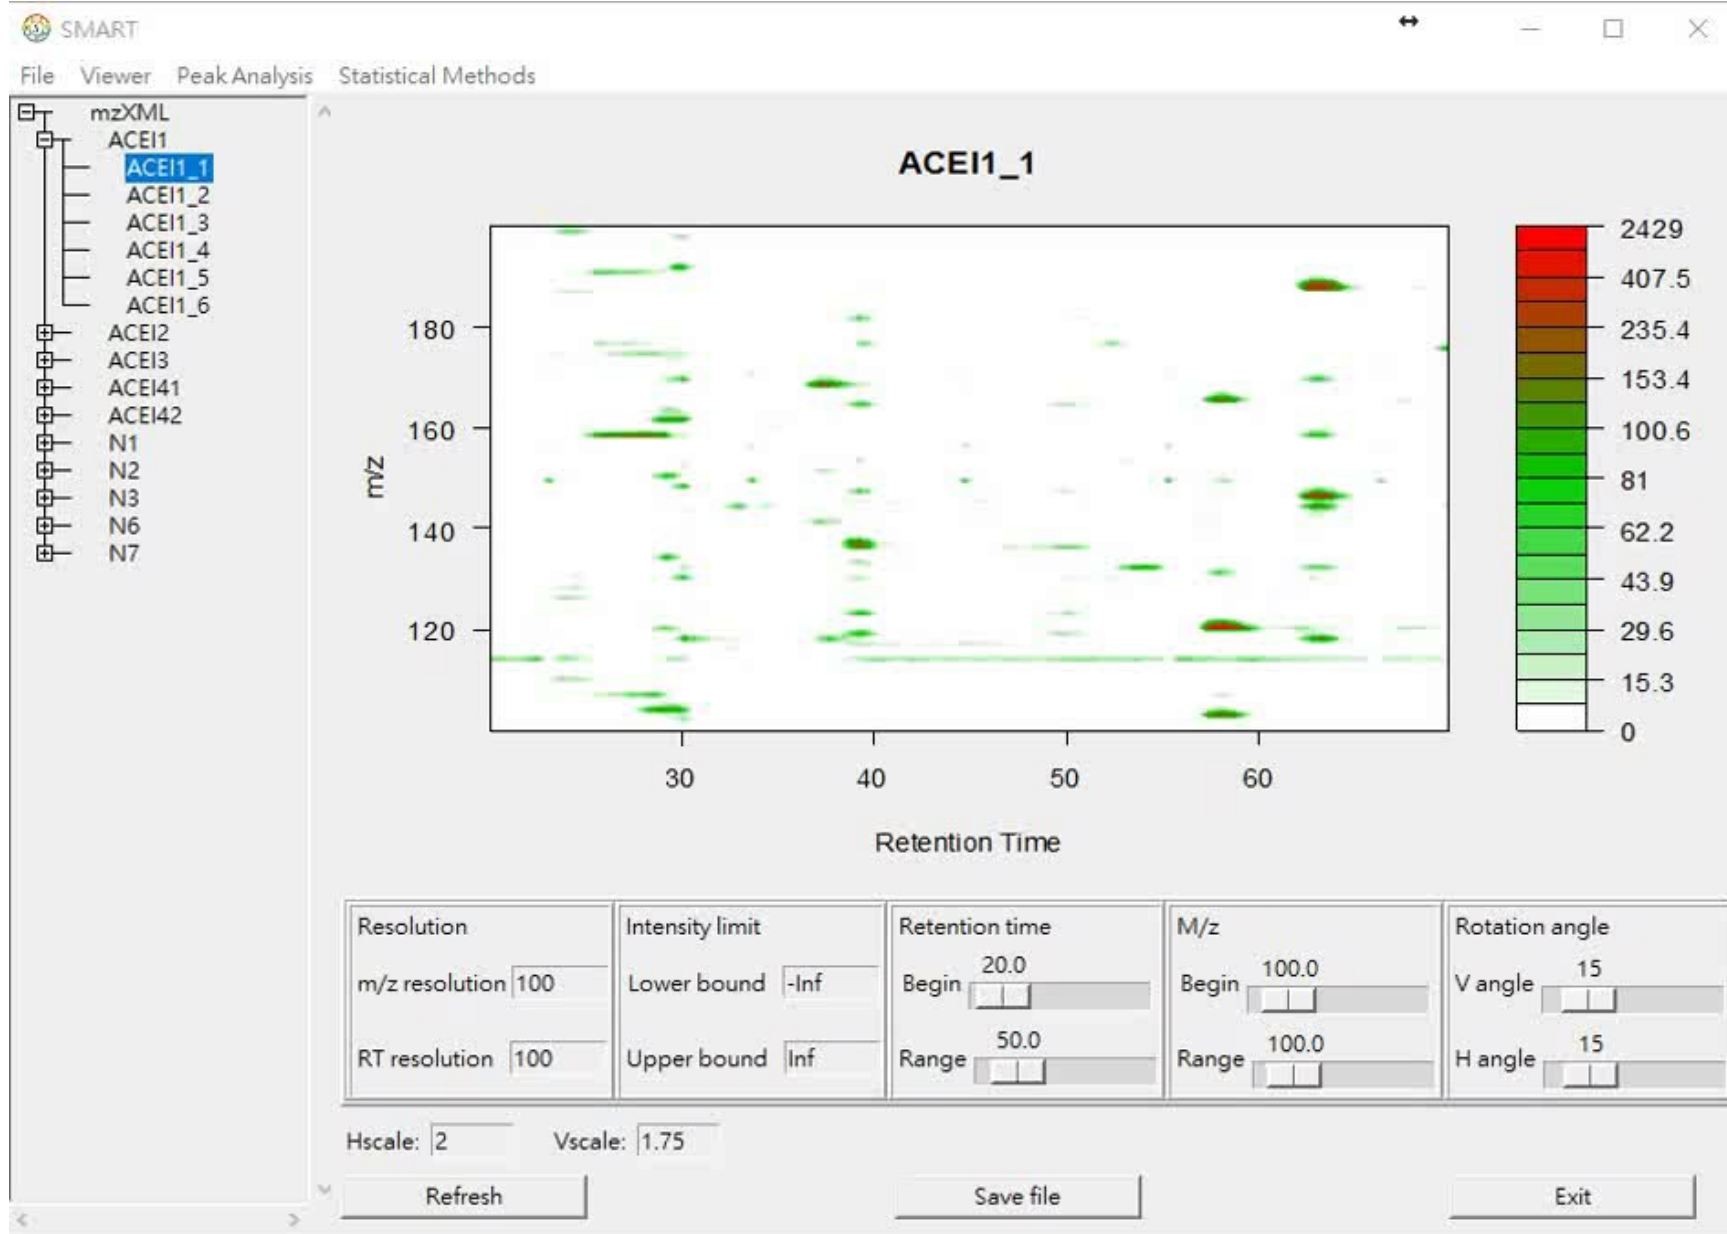 SMART
File Viewer Peak Analysis Statistical Methods
mzXML
ACEI1
ACEI1_1
ACEI1_2
ACEI1_3
ACEI1_4
ACEI1_5
ACEI1_6
ACEI2
ACEI3
ACEI41
ACEI42
N1
N2
N3
N6
N7
ACEI1_1
180
160
140
120
m/z
30 40 50 60
Retention Time
2429
407.5
235.4
153.4
100.6
81
62.2
43.9
29.6
15.3
0
Resolution
m/z resolution 100
RT resolution 100
Intensity limit
Lower bound -Inf
Upper bound Inf
Retention time
20.0
Begin
50.0
Range
M/z
100.0
Begin
100.0
Range
Rotation angle
15
V angle
15
H angle
Hscale: 2 Vscale: 1.75
Refresh Save file Exit